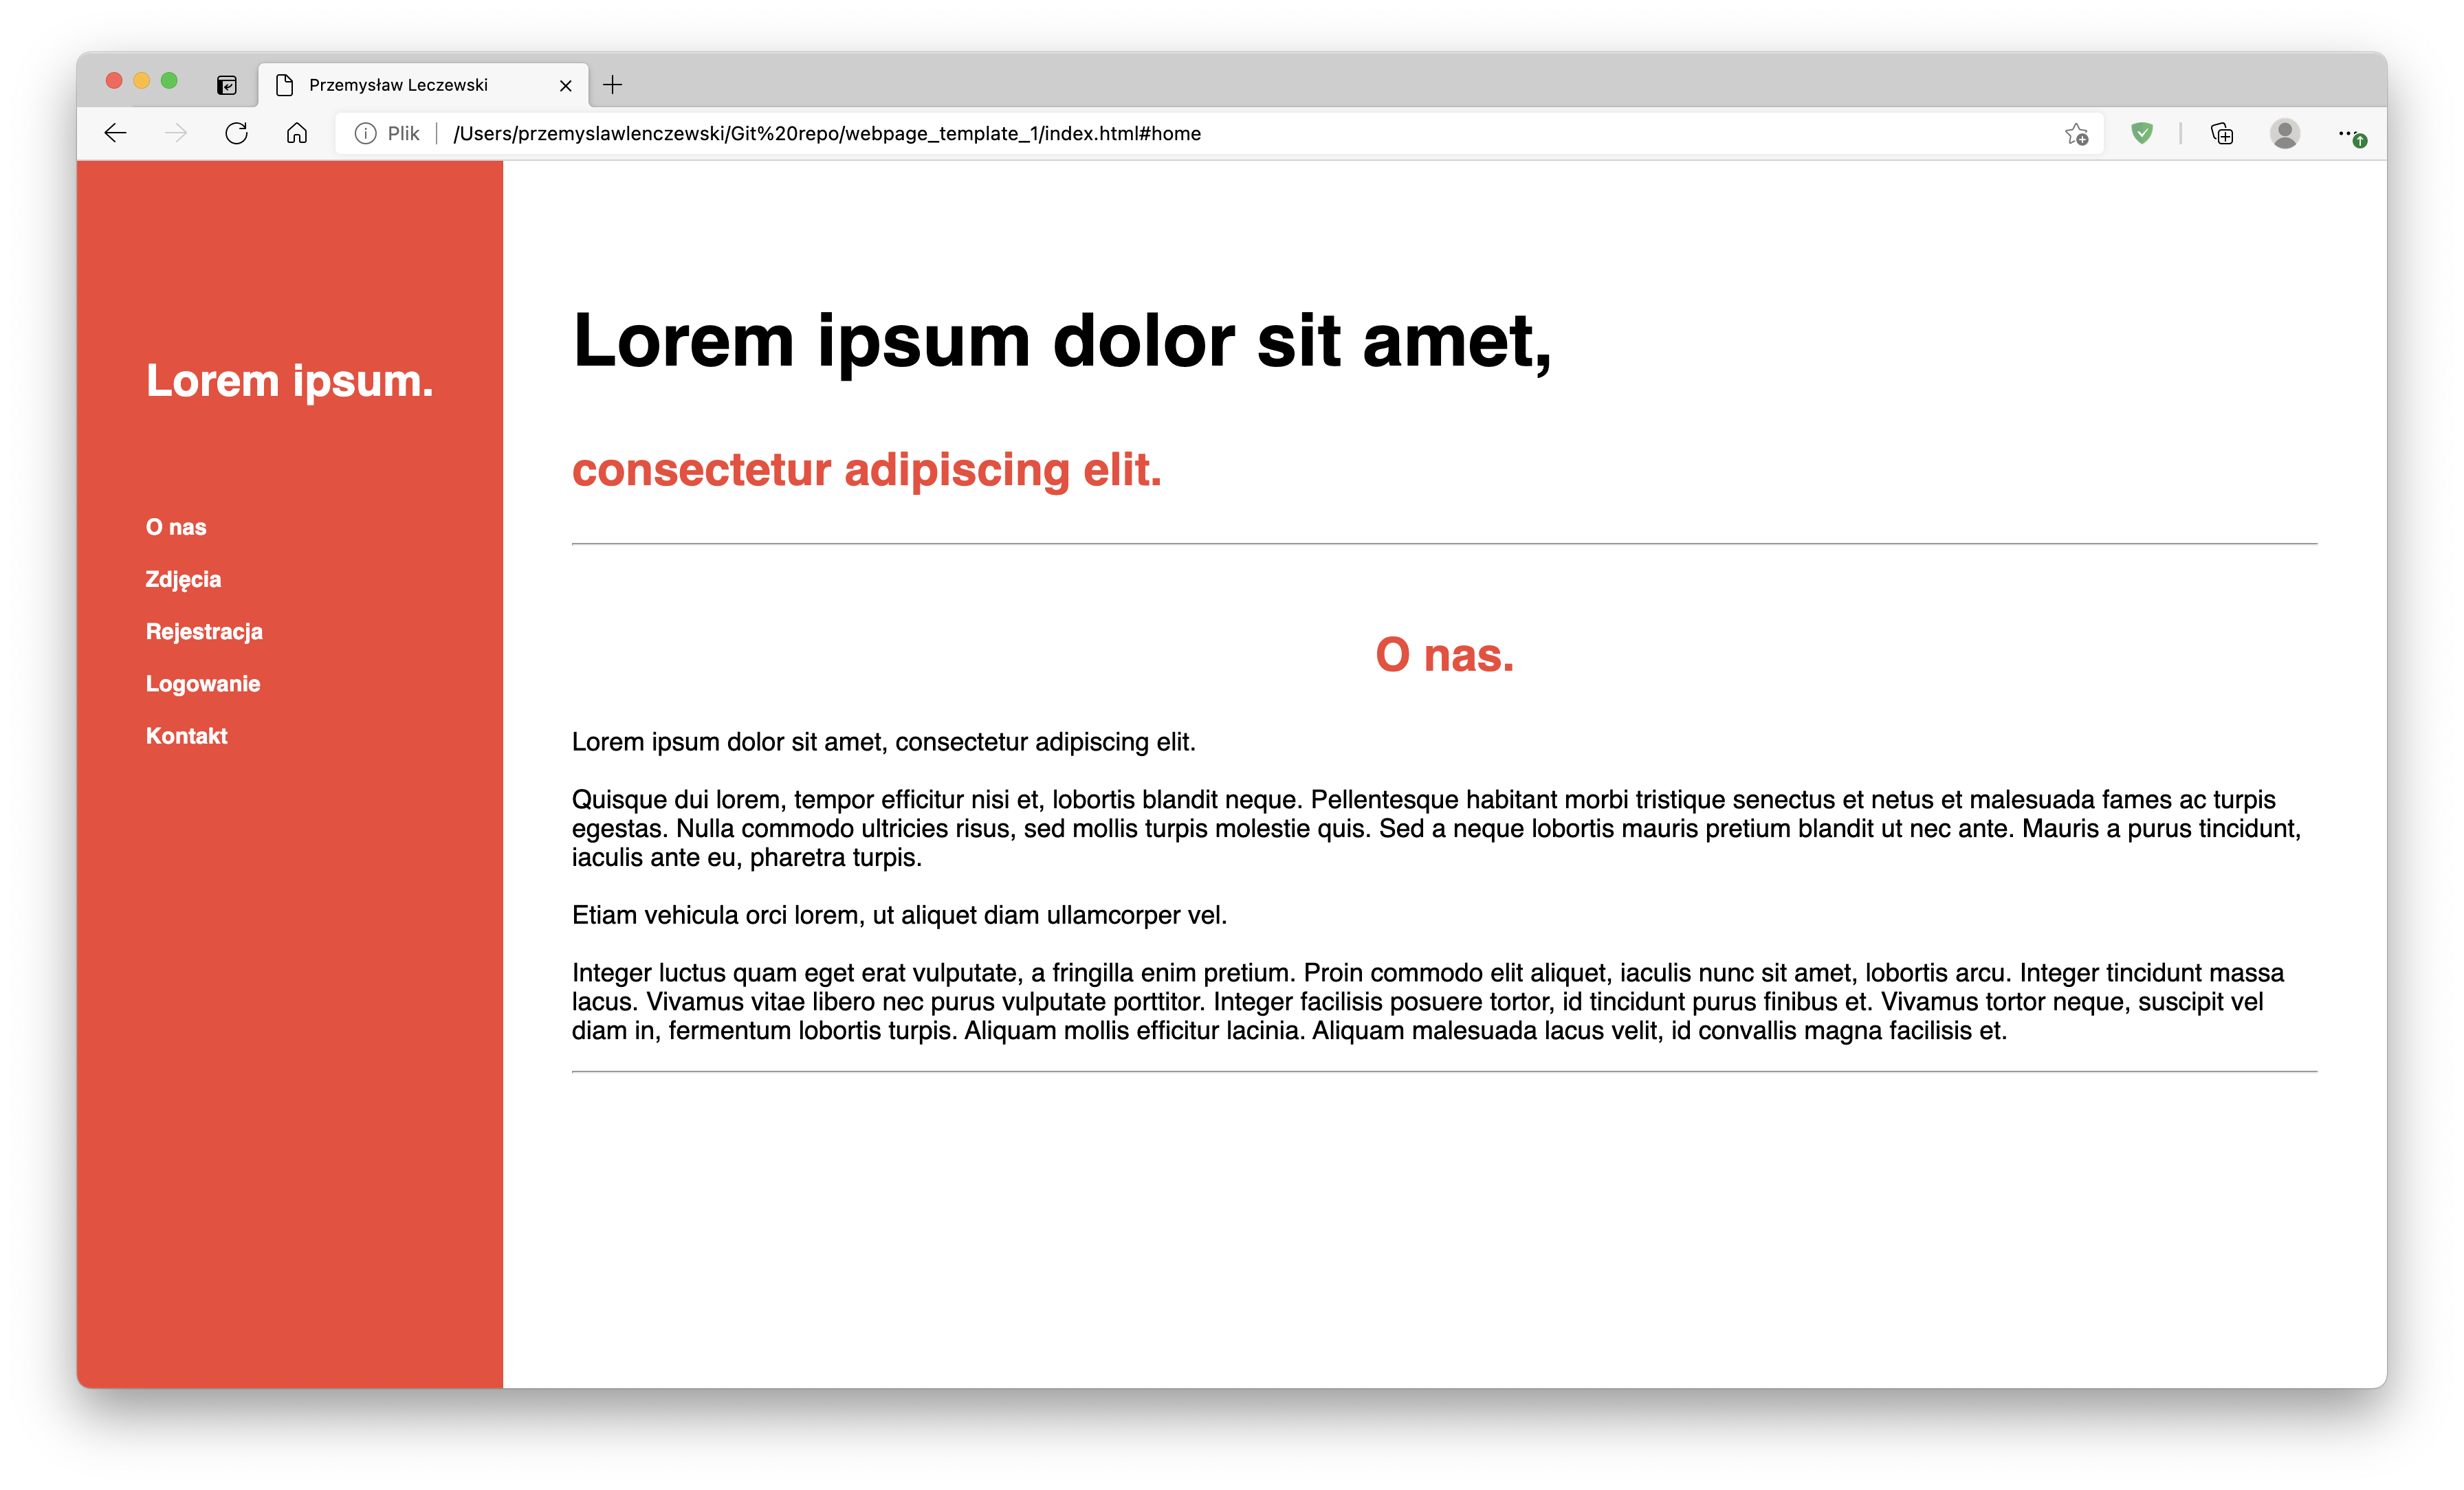 Przemysław Leczewski
Plik
/Users/przemyslawlenczewski/Git%20repo/webpage_template_1/index.html#home
Lorem ipsum.
O nas
Zdjęcia
Rejestracja
Logowanie
Kontakt
Lorem ipsum dolor sit amet,
consectetur adipiscing elit.
O nas.
Lorem ipsum dolor sit amet, consectetur adipiscing elit.
Quisque dui lorem, tempor efficitur nisi et, lobortis blandit neque. Pellentesque habitant morbi tristique senectus et netus et malesuada fames ac turpis
egestas. Nulla commodo ultricies risus, sed mollis turpis molestie quis. Sed a neque lobortis mauris pretium blandit ut nec ante. Mauris a purus tincidunt,
iaculis ante eu, pharetra turpis.
Etiam vehicula orci lorem, ut aliquet diam ullamcorper vel.
Integer luctus quam eget erat vulputate, a fringilla enim pretium. Proin commodo elit aliquet, iaculis nunc sit amet, lobortis arcu. Integer tincidunt massa
lacus. Vivamus vitae libero nec purus vulputate porttitor. Integer facilisis posuere tortor, id tincidunt purus finibus et. Vivamus tortor neque, suscipit vel
diam in, fermentum lobortis turpis. Aliquam mollis efficitur lacinia. Aliquam malesuada lacus velit, id convallis magna facilisis et.